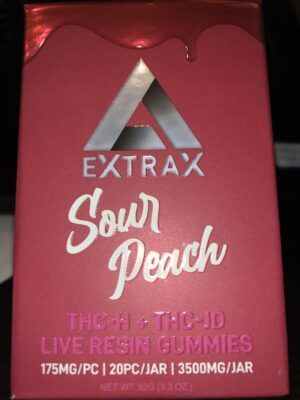 EXTRAX
Sour
Peach
THC-H + THC-JD
LIVE RESIN GUMMIES
175MG/PC | 20PC/JAR | 3500MG/JAR
NET WT. 92G (3.3 OZ.)